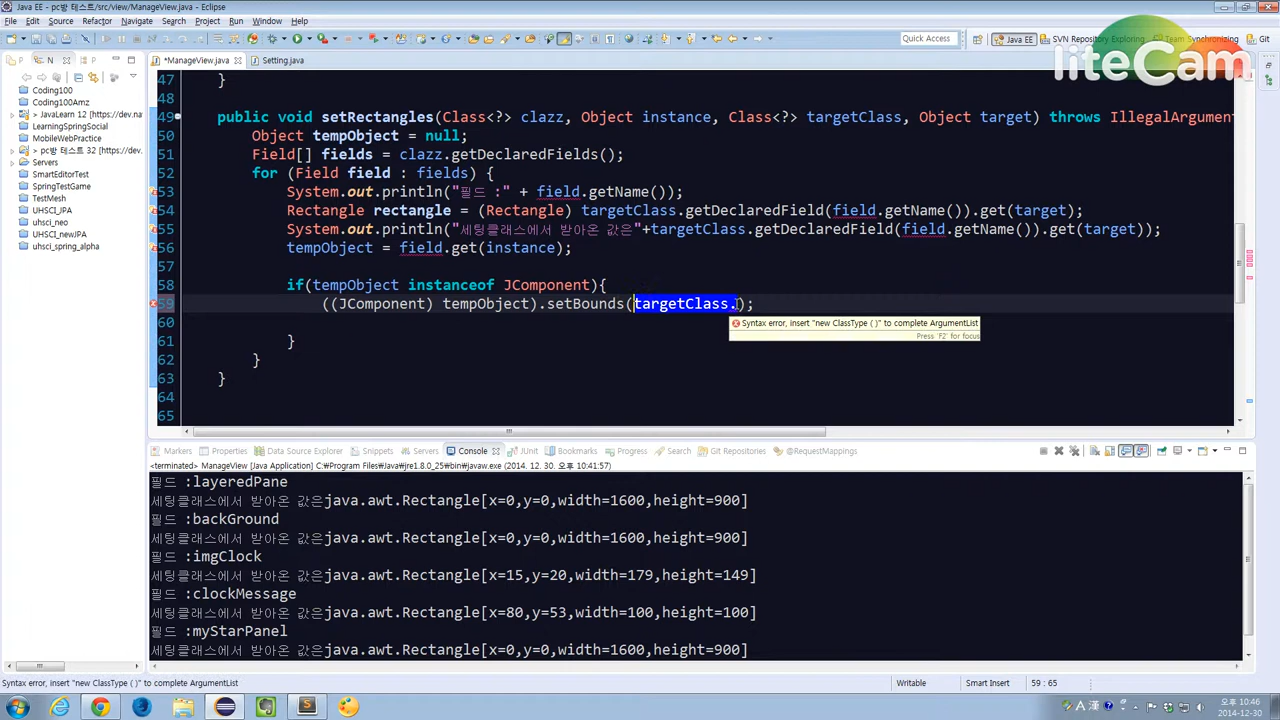 Java EE - pc방 테스트/src/view/ManageView.java - Eclipse
File Edit Source Refactor Navigate Search Project Run Window Help
Quick Access
Java EE SVN Repository Exploring Team Synchronizing Git
liteCam
P N P
*ManageView.java Setting.java
Coding100
Coding100Amz
> JavaLearn 12 [https://dev.na
LearningSpringSocial
MobileWebPractice
> pc방 테스트 32 [https://de
Servers
SmartEditorTest
SpringTestGame
TestMesh
UHSCI_JPA
uhsci_neo
UHSCI_newJPA
uhsci_spring_alpha
47 }
48
49 public void setRectangles(Class<?> clazz, Object instance, Class<?> targetClass, Object target) throws IllegalArgument
50 Object tempObject = null;
51 Field[] fields = clazz.getDeclaredFields();
52 for (Field field : fields) {
53 System.out.println("필드 :" + field.getName());
54 Rectangle rectangle = (Rectangle) targetClass.getDeclaredField(field.getName()).get(target);
55 System.out.println("세팅클래스에서 받아온 값은"+targetClass.getDeclaredField(field.getName()).get(target));
56 tempObject = field.get(instance);
57
58 if(tempObject instanceof JComponent){
59 ((JComponent) tempObject).setBounds(targetClass.);
60
61 }
62 }
63 }
64
65
Syntax error, insert "new ClassType ( )" to complete ArgumentList
Press 'F2' for focus
Markers Properties Data Source Explorer Snippets Servers Console JUnit Bookmarks Progress Search Git Repositories @RequestMappings
<terminated> ManageView [Java Application] C:₩Program Files₩Java₩jre1.8.0_25₩bin₩javaw.exe (2014. 12. 30. 오후 10:41:57)
필드 :layeredPane
세팅클래스에서 받아온 값은java.awt.Rectangle[x=0,y=0,width=1600,height=900]
필드 :backGround
세팅클래스에서 받아온 값은java.awt.Rectangle[x=0,y=0,width=1600,height=900]
필드 :imgClock
세팅클래스에서 받아온 값은java.awt.Rectangle[x=15,y=20,width=179,height=149]
필드 :clockMessage
세팅클래스에서 받아온 값은java.awt.Rectangle[x=80,y=53,width=100,height=100]
필드 :myStarPanel
세팅클래스에서 받아온 값은java.awt.Rectangle[x=0,y=0,width=1600,height=900]
Syntax error, insert "new ClassType ( )" to complete ArgumentList Writable Smart Insert 59 : 65
A 漢
오후 10:46
2014-12-30